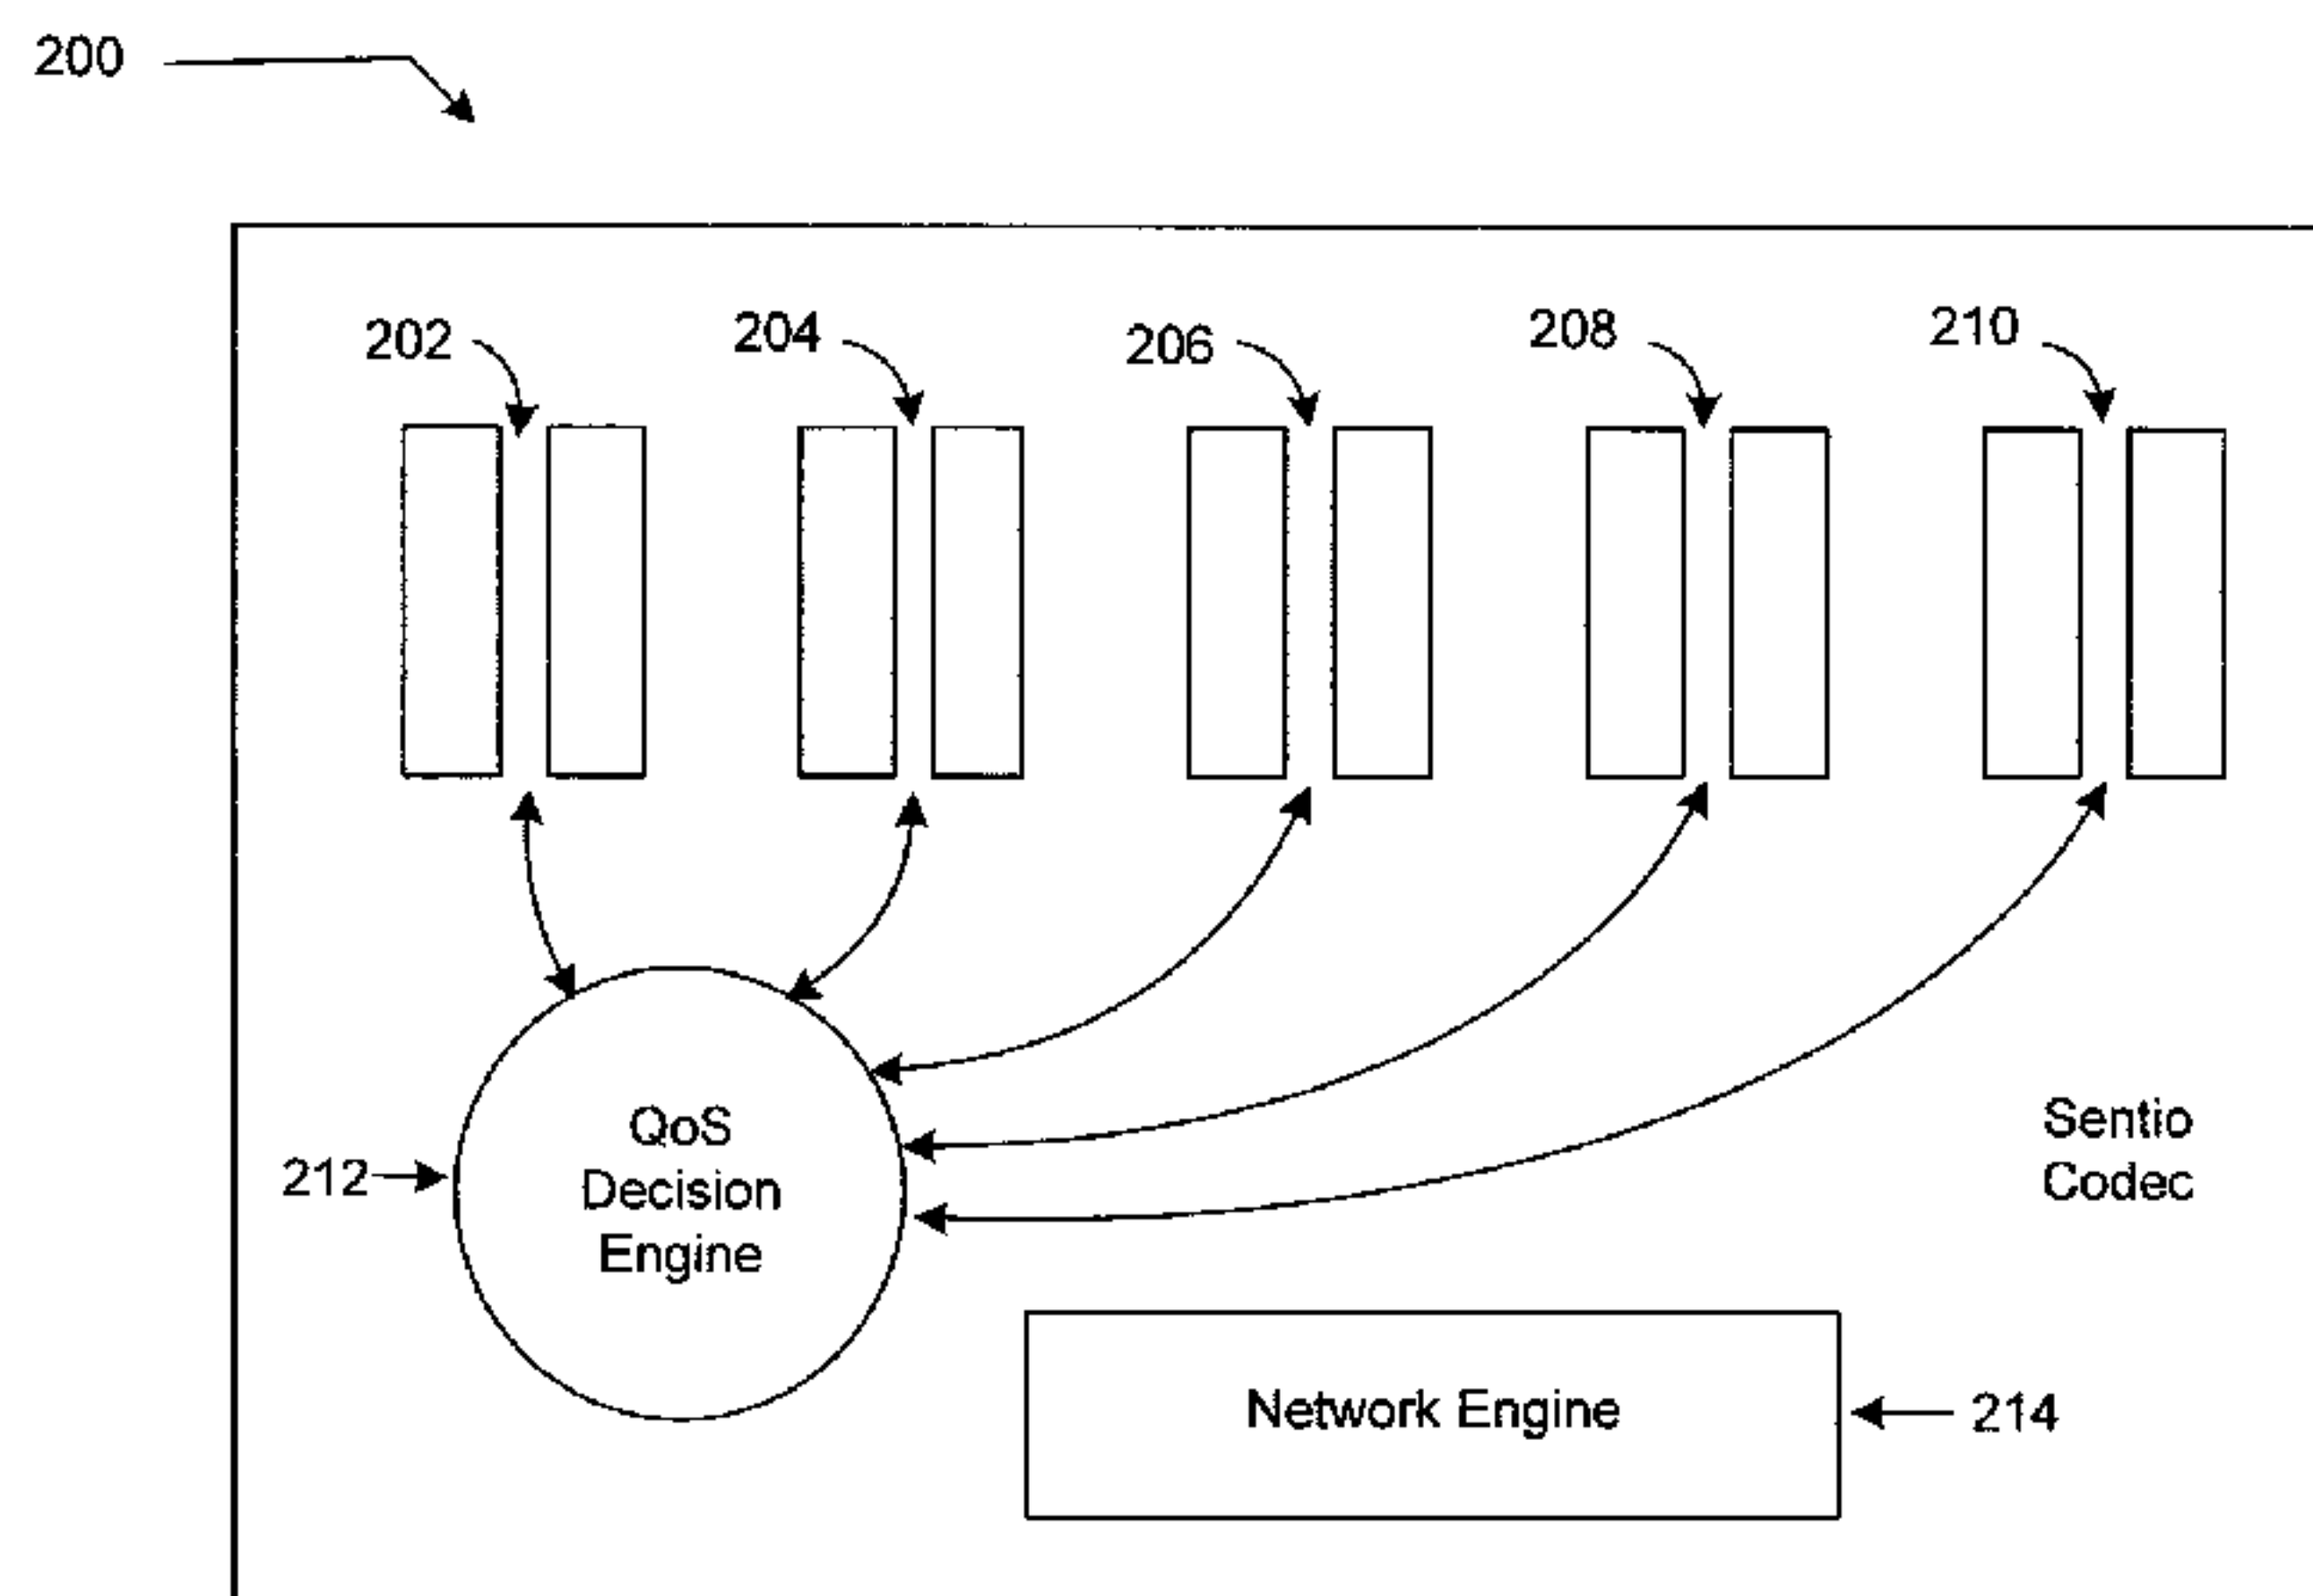 200
202
204
206
208
210
QoS
Decision
Engine
212
Sentio
Codec
Network Engine
214